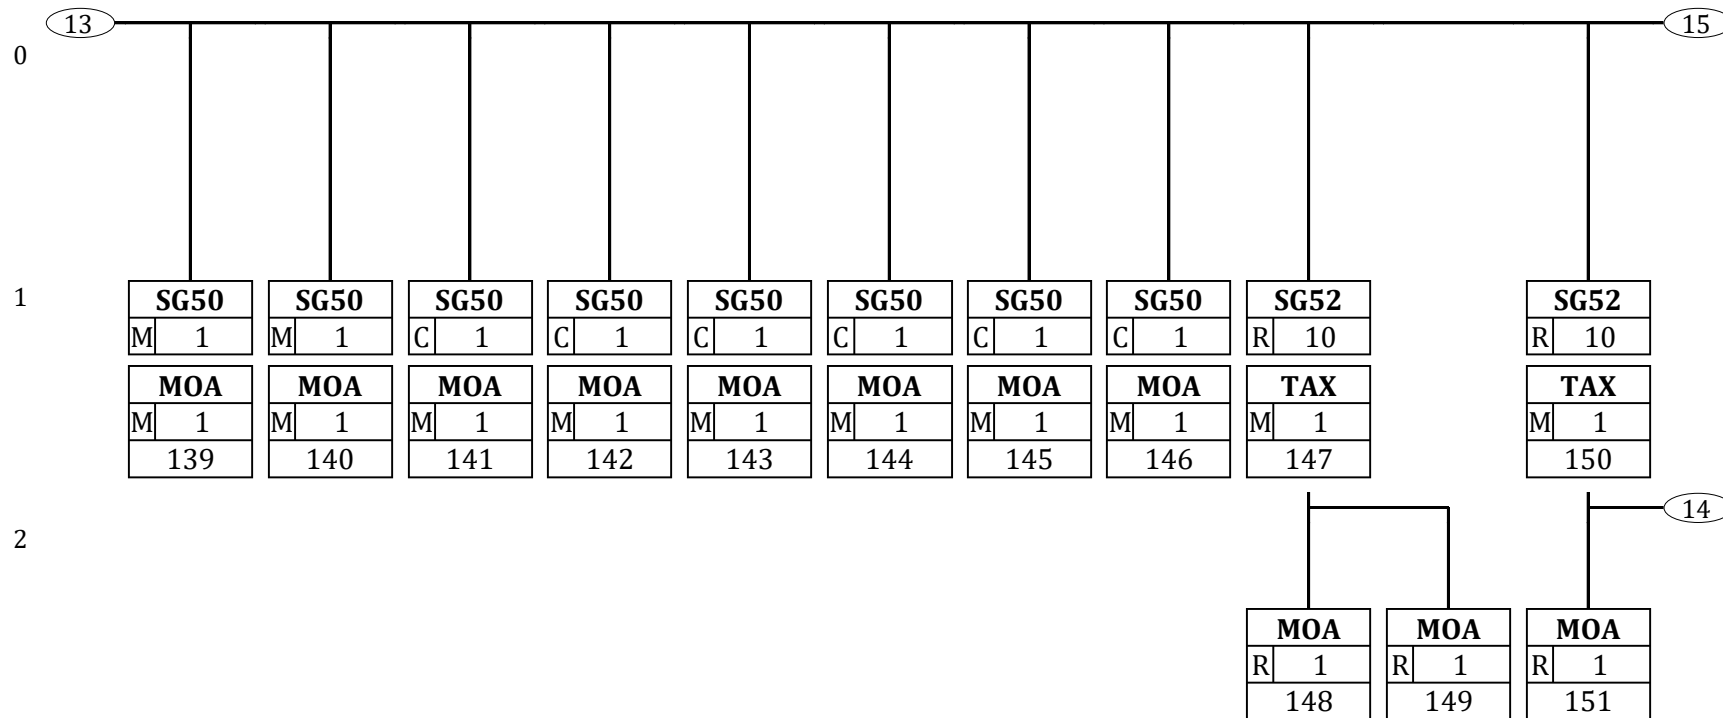 13 15
0
1
SG50 SG50 SG50 SG50 SG50 SG50 SG50 SG50 SG52 SG52
M 1 M 1 C 1 C 1 C 1 C 1 C 1 C 1 R 10 R 10
MOA MOA MOA MOA MOA MOA MOA MOA TAX TAX
M 1 M 1 M 1 M 1 M 1 M 1 M 1 M 1 M 1 M 1
139 140 141 142 143 144 145 146 147 150
14
2
MOA MOA MOA
R 1 R 1 R 1
148 149 151